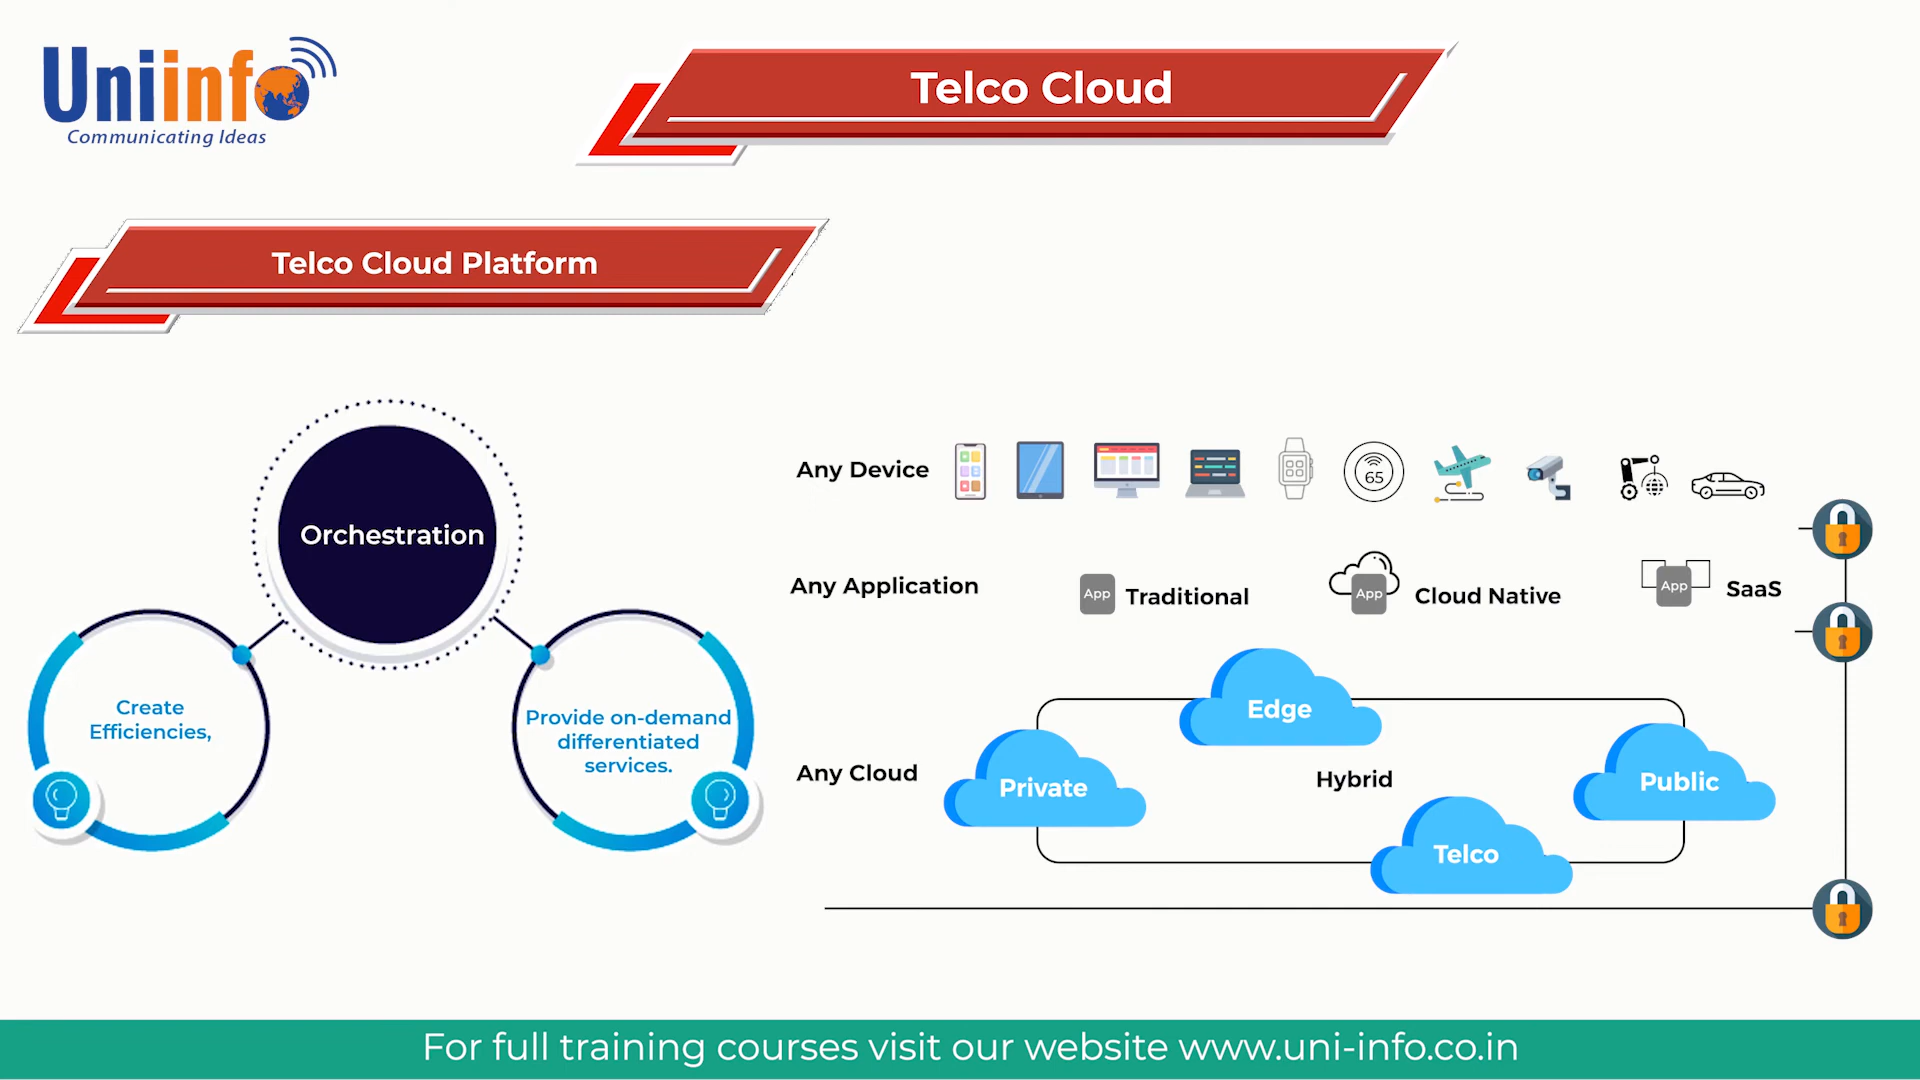 Uniinfo
Communicating Ideas
Telco Cloud
Telco Cloud Platform
Orchestration
Create
Efficiencies,
Provide on-demand
differentiated
services.
Any Device
65
Any Application
App Traditional
App Cloud Native
App SaaS
Any Cloud
Private
Edge
Hybrid
Public
Telco
For full training courses visit our website www.uni-info.co.in